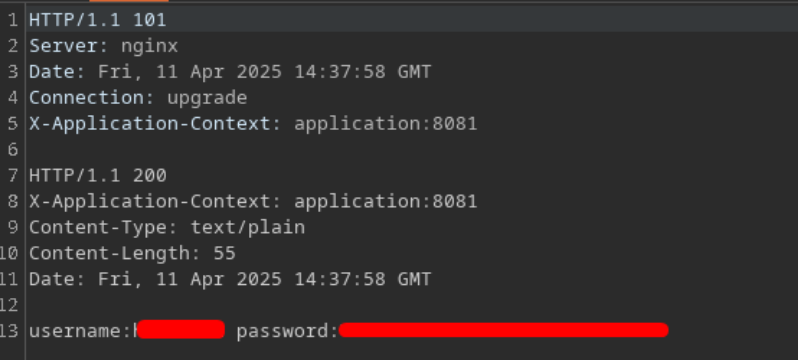 1 HTTP/1.1 101
2 Server: nginx
3 Date: Fri, 11 Apr 2025 14:37:58 GMT
4 Connection: upgrade
5 X-Application-Context: application:8081
6
7 HTTP/1.1 200
8 X-Application-Context: application:8081
9 Content-Type: text/plain
10 Content-Length: 55
11 Date: Fri, 11 Apr 2025 14:37:58 GMT
12
13 username: password: